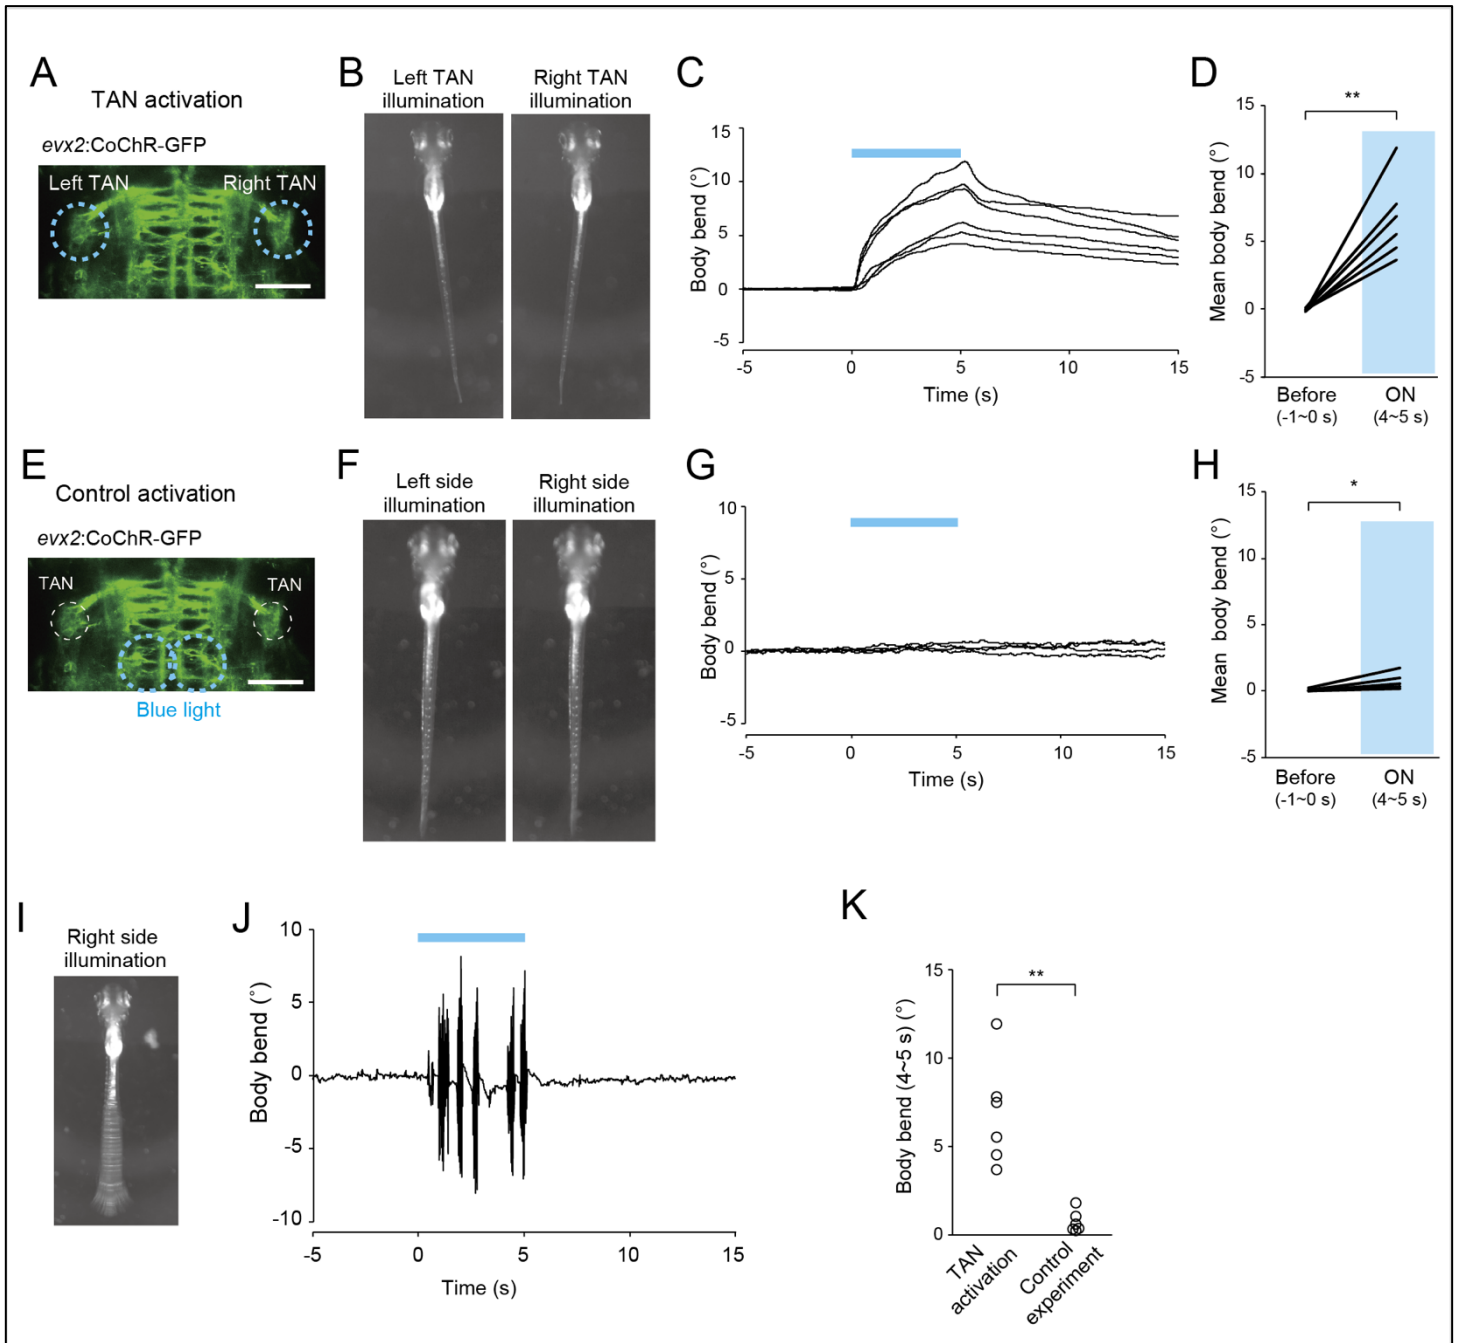 A
TAN activation
evx2:CoChR-GFP
Left TAN
Right TAN
B
Left TAN
illumination
Right TAN
illumination
C
Body bend (°)
15
10
5
0
-5
-5
0
5
10
15
Time (s)
D
**
Mean body bend (°)
15
10
5
0
-5
Before
(-1~0 s)
ON
(4~5 s)
E
Control activation
evx2:CoChR-GFP
TAN
TAN
Blue light
F
Left side
illumination
Right side
illumination
G
Body bend (°)
10
5
0
-5
-5
0
5
10
15
Time (s)
H
*
Mean body bend (°)
15
10
5
0
-5
Before
(-1~0 s)
ON
(4~5 s)
I
Right side
illumination
J
Body bend (°)
10
5
0
-5
-10
-5
0
5
10
15
Time (s)
K
**
Body bend (4~5 s) (°)
15
10
5
0
TAN
activation
Control
experiment